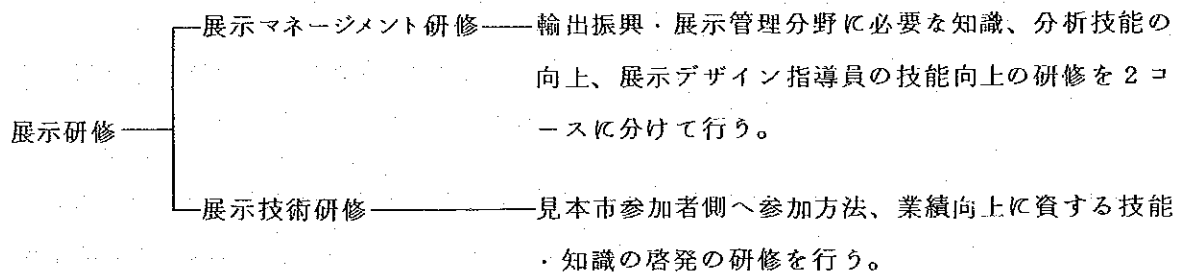 展示マネージメント研修――輸出振興・展示管理分野に必要な知識、分析技能の
向上、展示デザイン指導員の技能向上の研修を2コ
ースに分けて行う。
展示研修
展示技術研修――見本市参加者側へ参加方法、業績向上に資する技能
・知識の啓発の研修を行う。